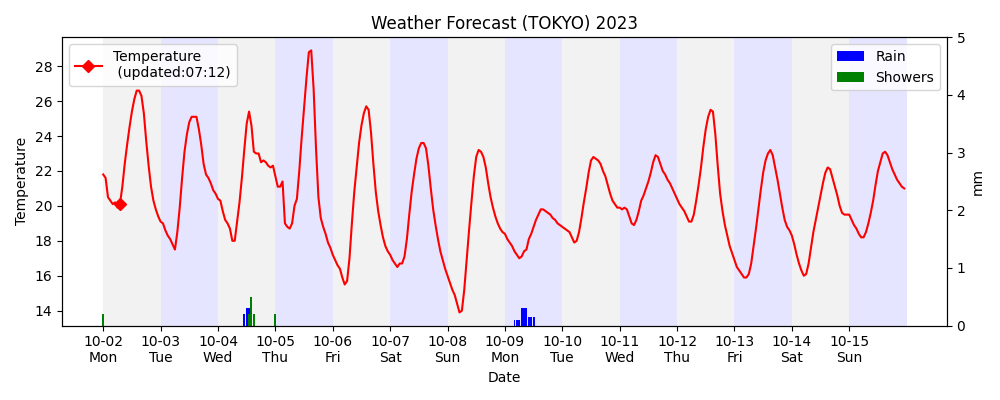 Weather Forecast (TOKYO) 2023
Temperature
(updated:07:12)
Rain
Showers
Temperature
28
26
24
22
20
18
16
14
5
4
3
2
1
0
mm
10-02 10-03 10-04 10-05 10-06 10-07 10-08 10-09 10-10 10-11 10-12 10-13 10-14 10-15
Mon Tue Wed Thu Fri Sat Sun Mon Tue Wed Thu Fri Sat Sun
Date